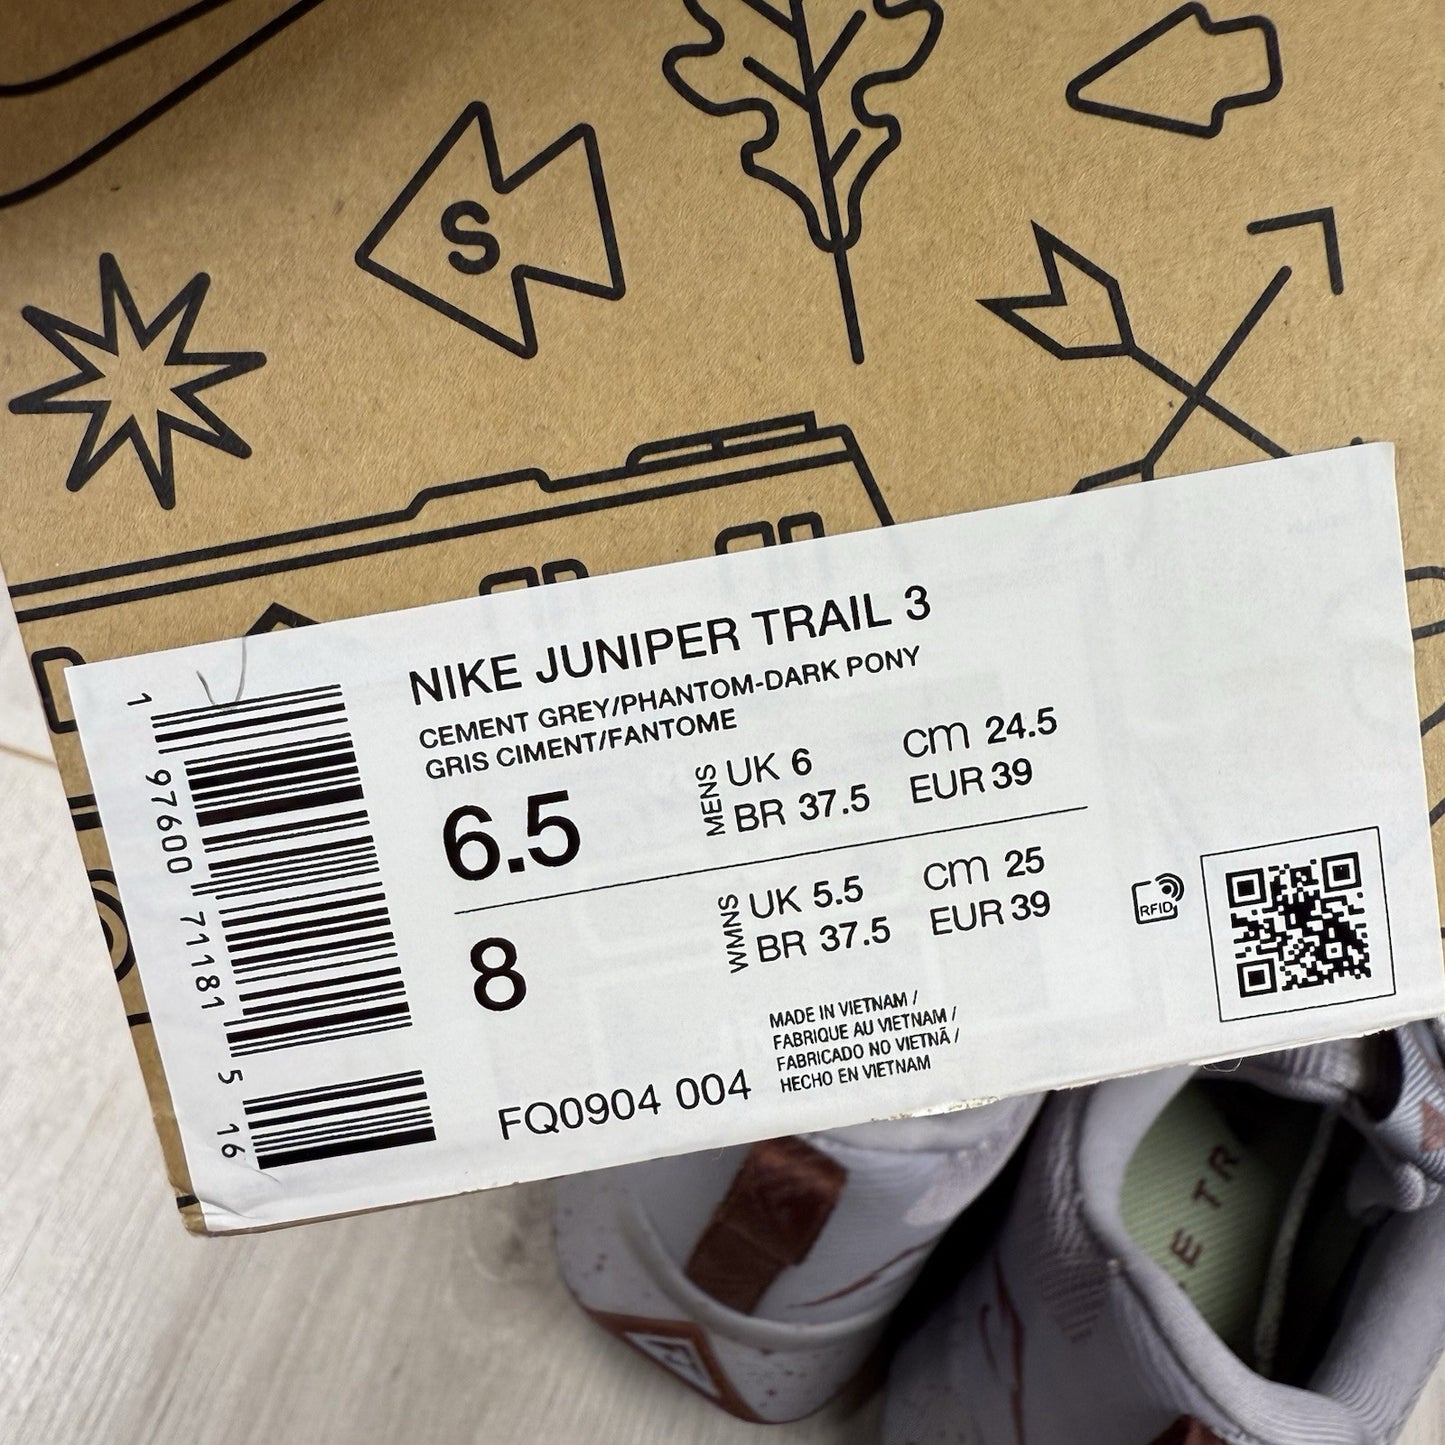 S
NIKE JUNIPER TRAIL 3
CEMENT GREY/PHANTOM-DARK PONY
GRIS CIMENT/FANTOME
6.5
MENS
UK 6
CM 24.5
BR 37.5
EUR 39
8
WMNS
UK 5.5
CM 25
BR 37.5
EUR 39
FQ0904 004
MADE IN VIETNAM /
FABRIQUE AU VIETNAM /
FABRICADO NO VIETNÃ /
HECHO EN VIETNAM
1 97600 71181 5 16
RFID
E TR